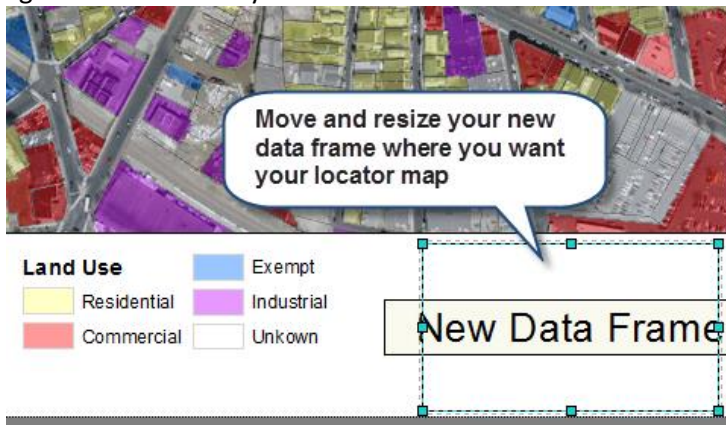 Move and resize your new
data frame where you want
your locator map
Land Use
Exempt
Residential
Industrial
Commercial
Unkown
New Data Frame